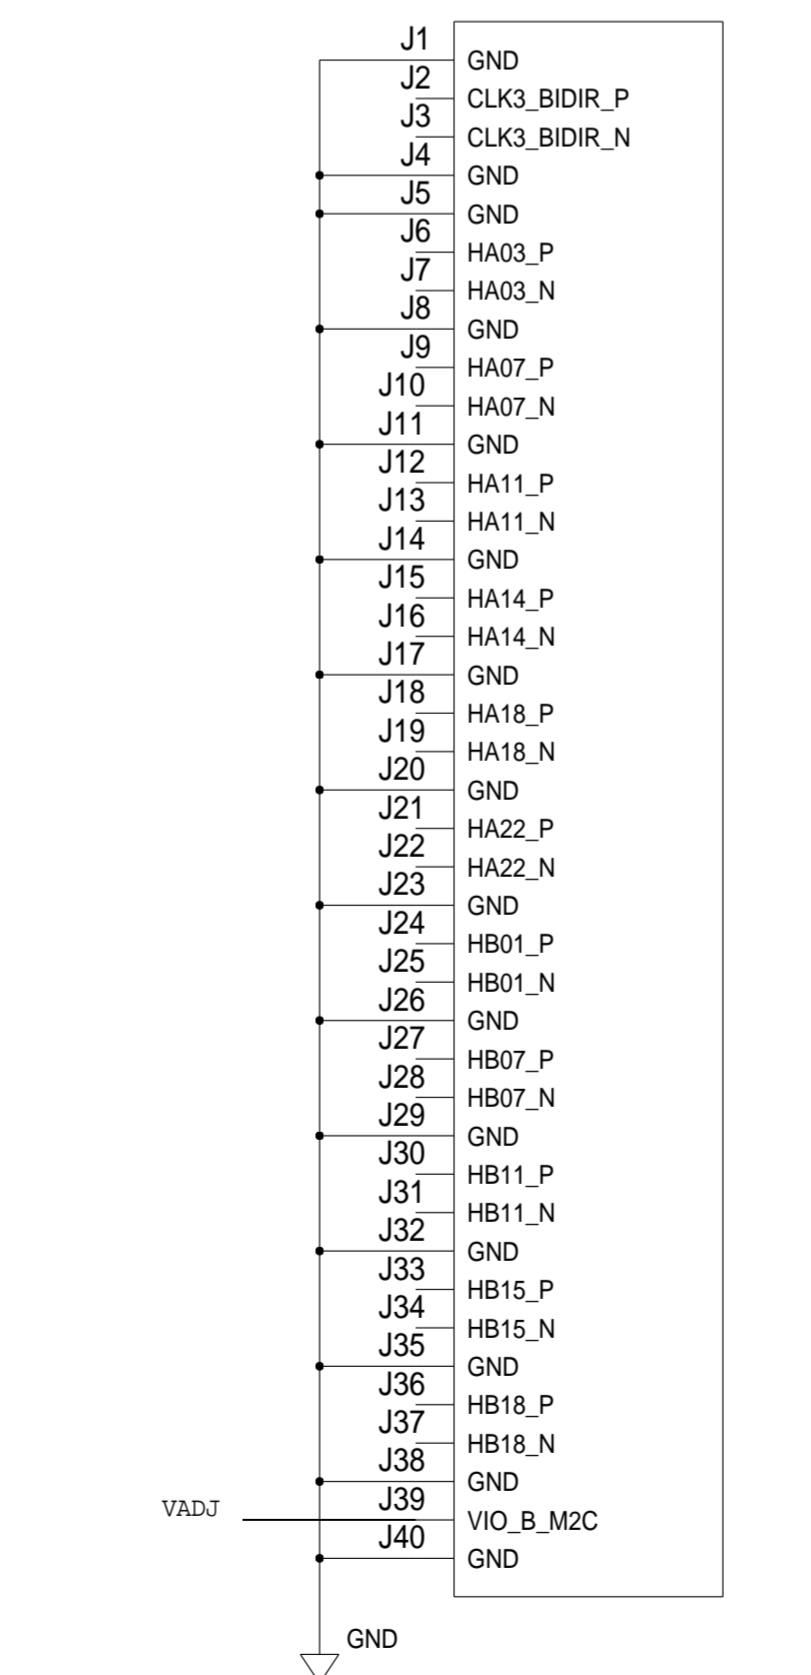 J1 GND
J2 CLK3_BIDIR_P
J3 CLK3_BIDIR_N
J4 GND
J5 GND
J6 HA03_P
J7 HA03_N
J8 GND
J9 HA07_P
J10 HA07_N
J11 GND
J12 HA11_P
J13 HA11_N
J14 GND
J15 HA14_P
J16 HA14_N
J17 GND
J18 HA18_P
J19 HA18_N
J20 GND
J21 HA22_P
J22 HA22_N
J23 GND
J24 HB01_P
J25 HB01_N
J26 GND
J27 HB07_P
J28 HB07_N
J29 GND
J30 HB11_P
J31 HB11_N
J32 GND
J33 HB15_P
J34 HB15_N
J35 GND
J36 HB18_P
J37 HB18_N
J38 GND
VADJ J39 VIO_B_M2C
J40 GND
GND